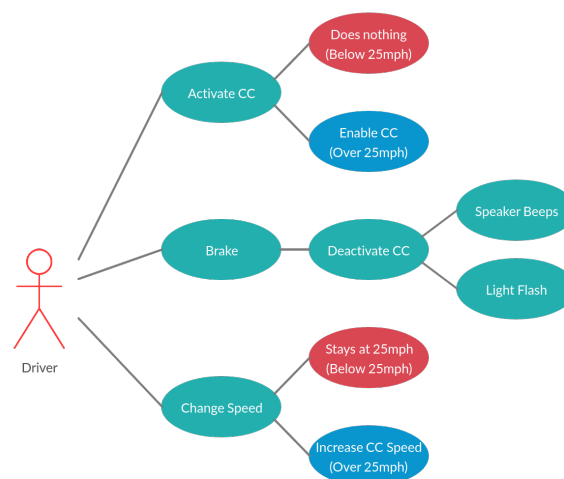 Does nothing
(Below 25mph)
Activate CC
Enable CC
(Over 25mph)
Speaker Beeps
Brake
Deactivate CC
Light Flash
Driver
Stays at 25mph
(Below 25mph)
Change Speed
Increase CC Speed
(Over 25mph)